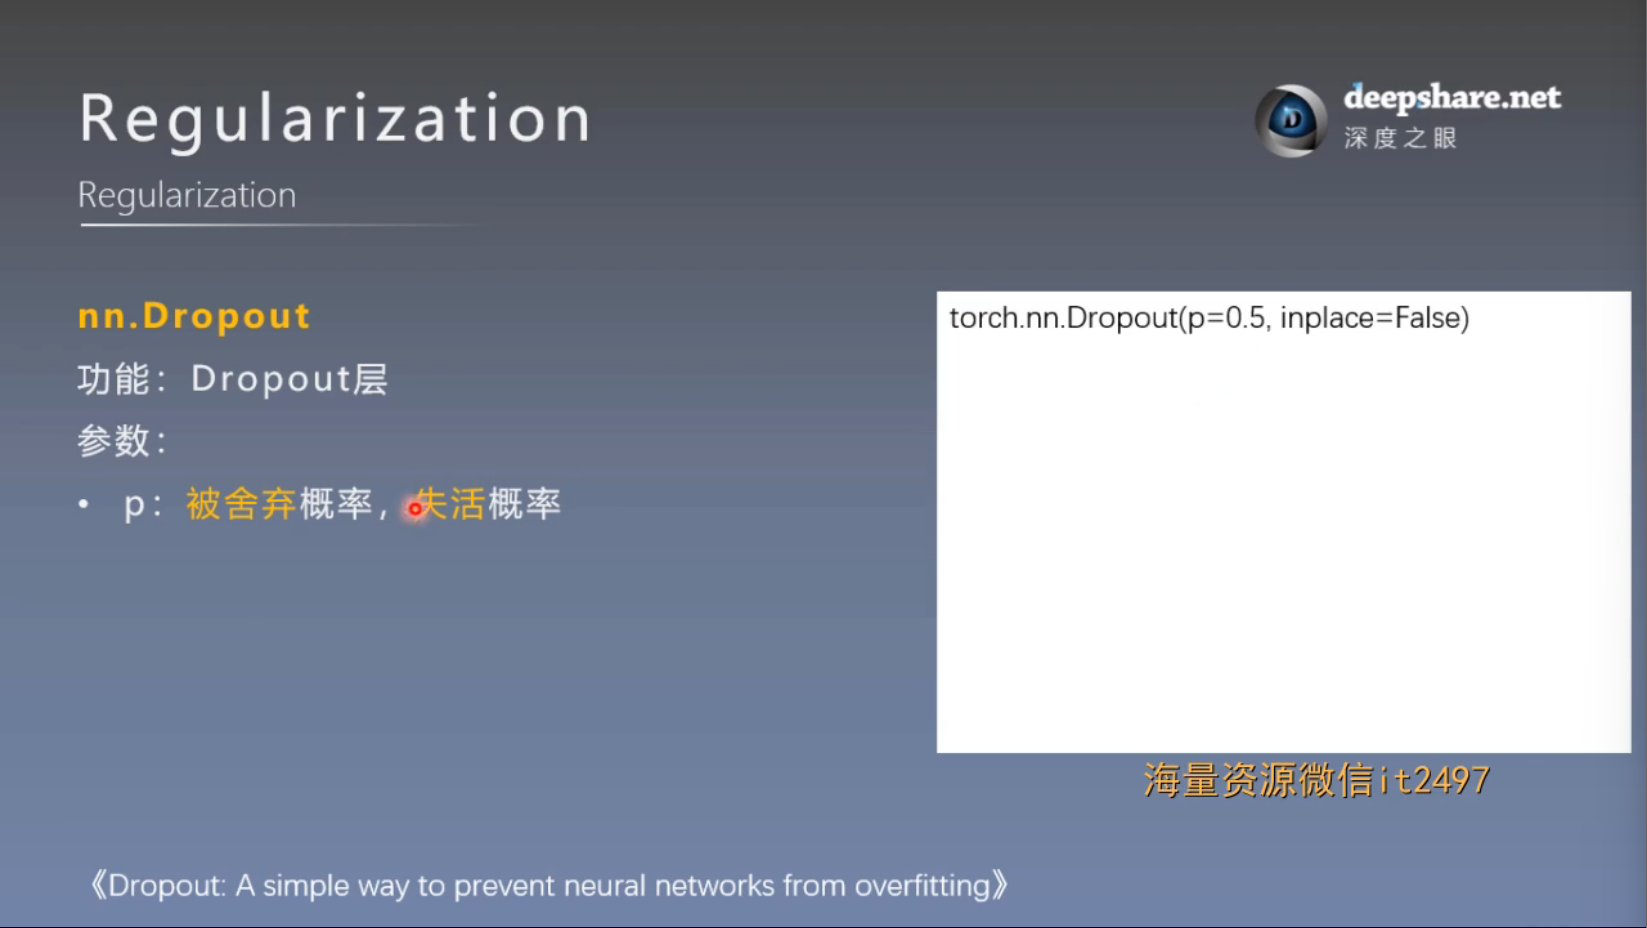 Regularization
deepshare.net
深度之眼
Regularization
nn.Dropout
功能：Dropout层
参数：
• p：被舍弃概率，失活概率
torch.nn.Dropout(p=0.5, inplace=False)
海量资源微信it2497
《Dropout: A simple way to prevent neural networks from overfitting》